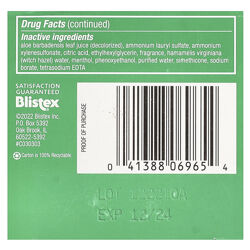 Drug Facts (continued)
Inactive ingredients
aloe barbadensis leaf juice (decolorized), ammonium lauryl sulfate, ammonium
xylenesulfonate, citric acid, ethylhexylglycerin, fragrance, hamamelis virginiana
(witch hazel) water, menthol, phenoxyethanol, purified water, simethicone, sodium
borate, tetrasodium EDTA
SATISFACTION
GUARANTEED
Blistex
©2022 Blistex Inc.
P.O. Box 5392
Oak Brook, IL
60522-5392
#C030303
Carton is 100% Recyclable
PROOF OF PURCHASE
0 41388 06965 4
LOT
EXP 12/24